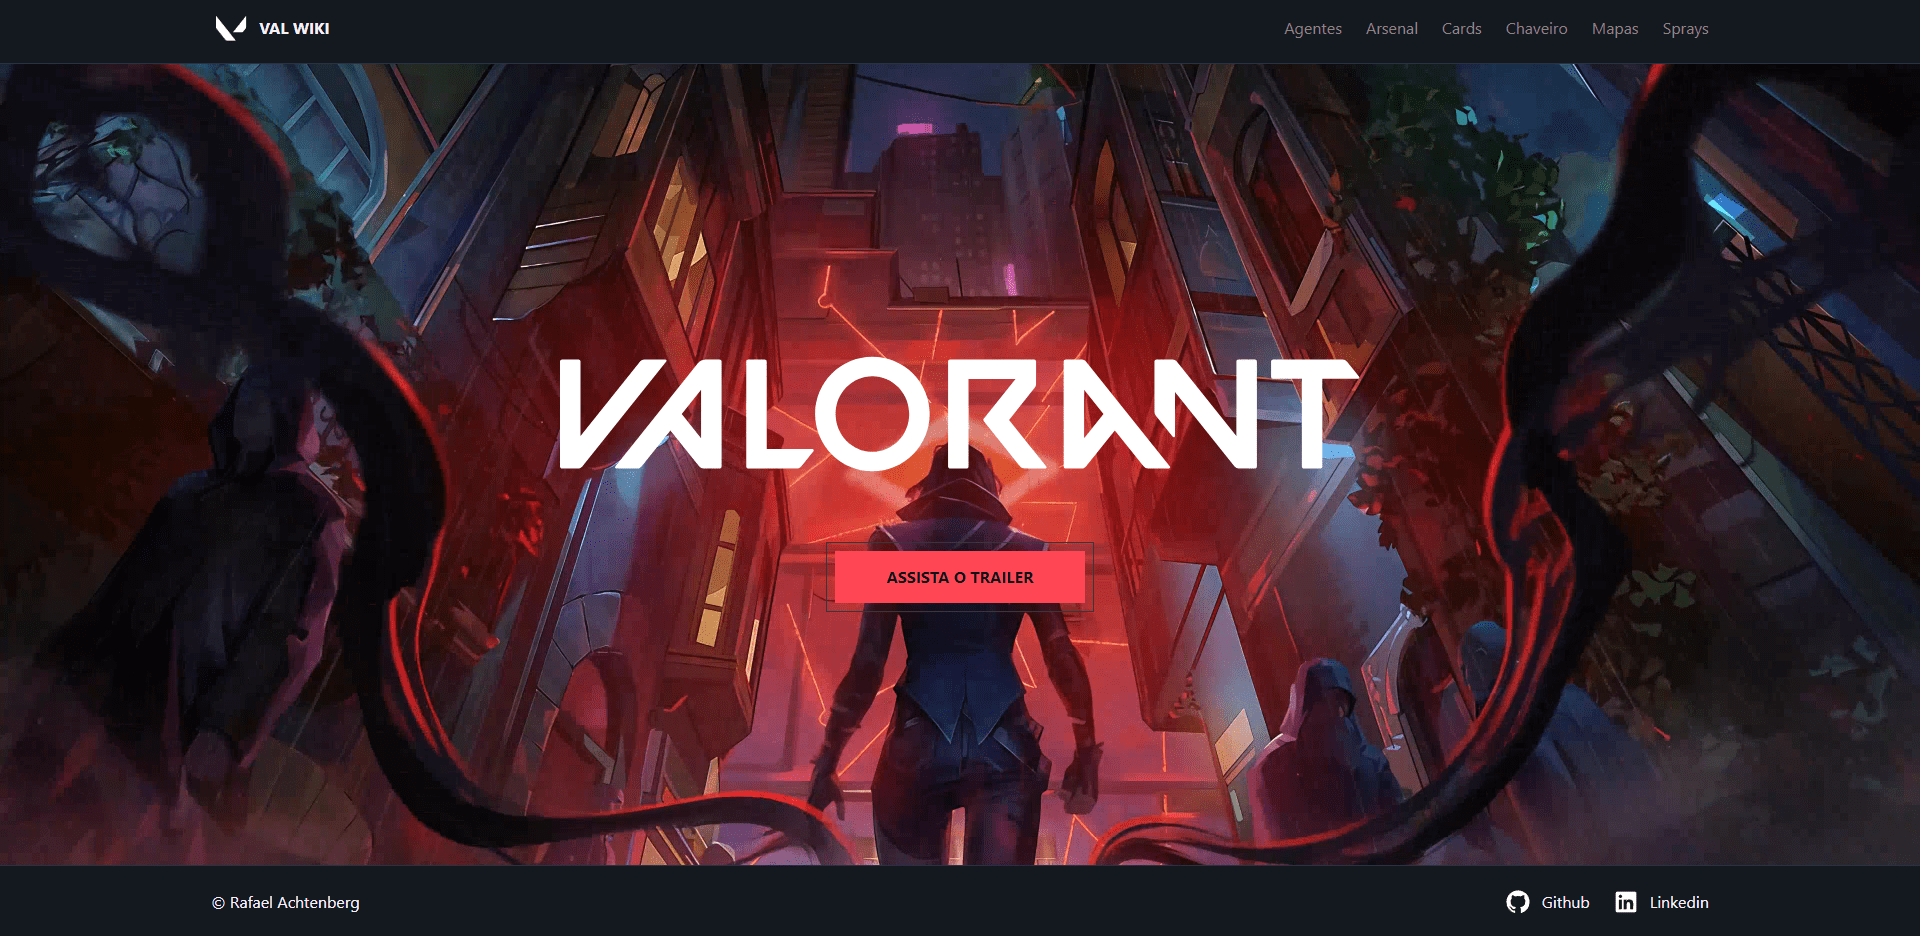 VAL WIKI
Agentes Arsenal Cards Chaveiro Mapas Sprays
VALORANT
ASSISTA O TRAILER
© Rafael Achtenberg
Github Linkedin